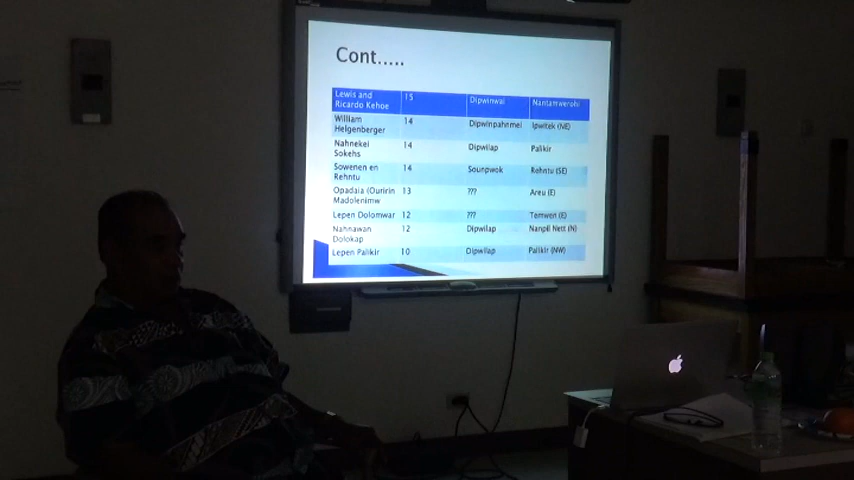 Cont.....
Lewis and Ricardo Kehoe 15 Dipwinwai Nantamwerohi
William Helgenberger 14 Dipwinpahnmei Ipwitek (NE)
Nahnekei Sokehs 14 Dipwilap Palikir
Sowenen en Rehntu 14 Sounpwok Rehntu (SE)
Opadaia (Ouririn Madolenimw 13 ??? Areu (E)
Lepen Dolomwar 12 ??? Temwen (E)
Nahnawan Dolokap 12 Dipwilap Nanpil Nett (N)
Lepen Palikir 10 Dipwilap Palikir (NW)